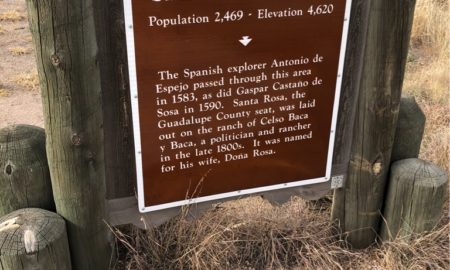 Population 2,469 - Elevation 4,620
The Spanish explorer Antonio de
Espejo passed through this area
in 1583, as did Gaspar Castaño de
Sosa in 1590. Santa Rosa, the
Guadalupe County seat, was laid
out on the ranch of Celso Baca
y Baca, a politician and rancher
in the late 1800s. It was named
for his wife, Doña Rosa.